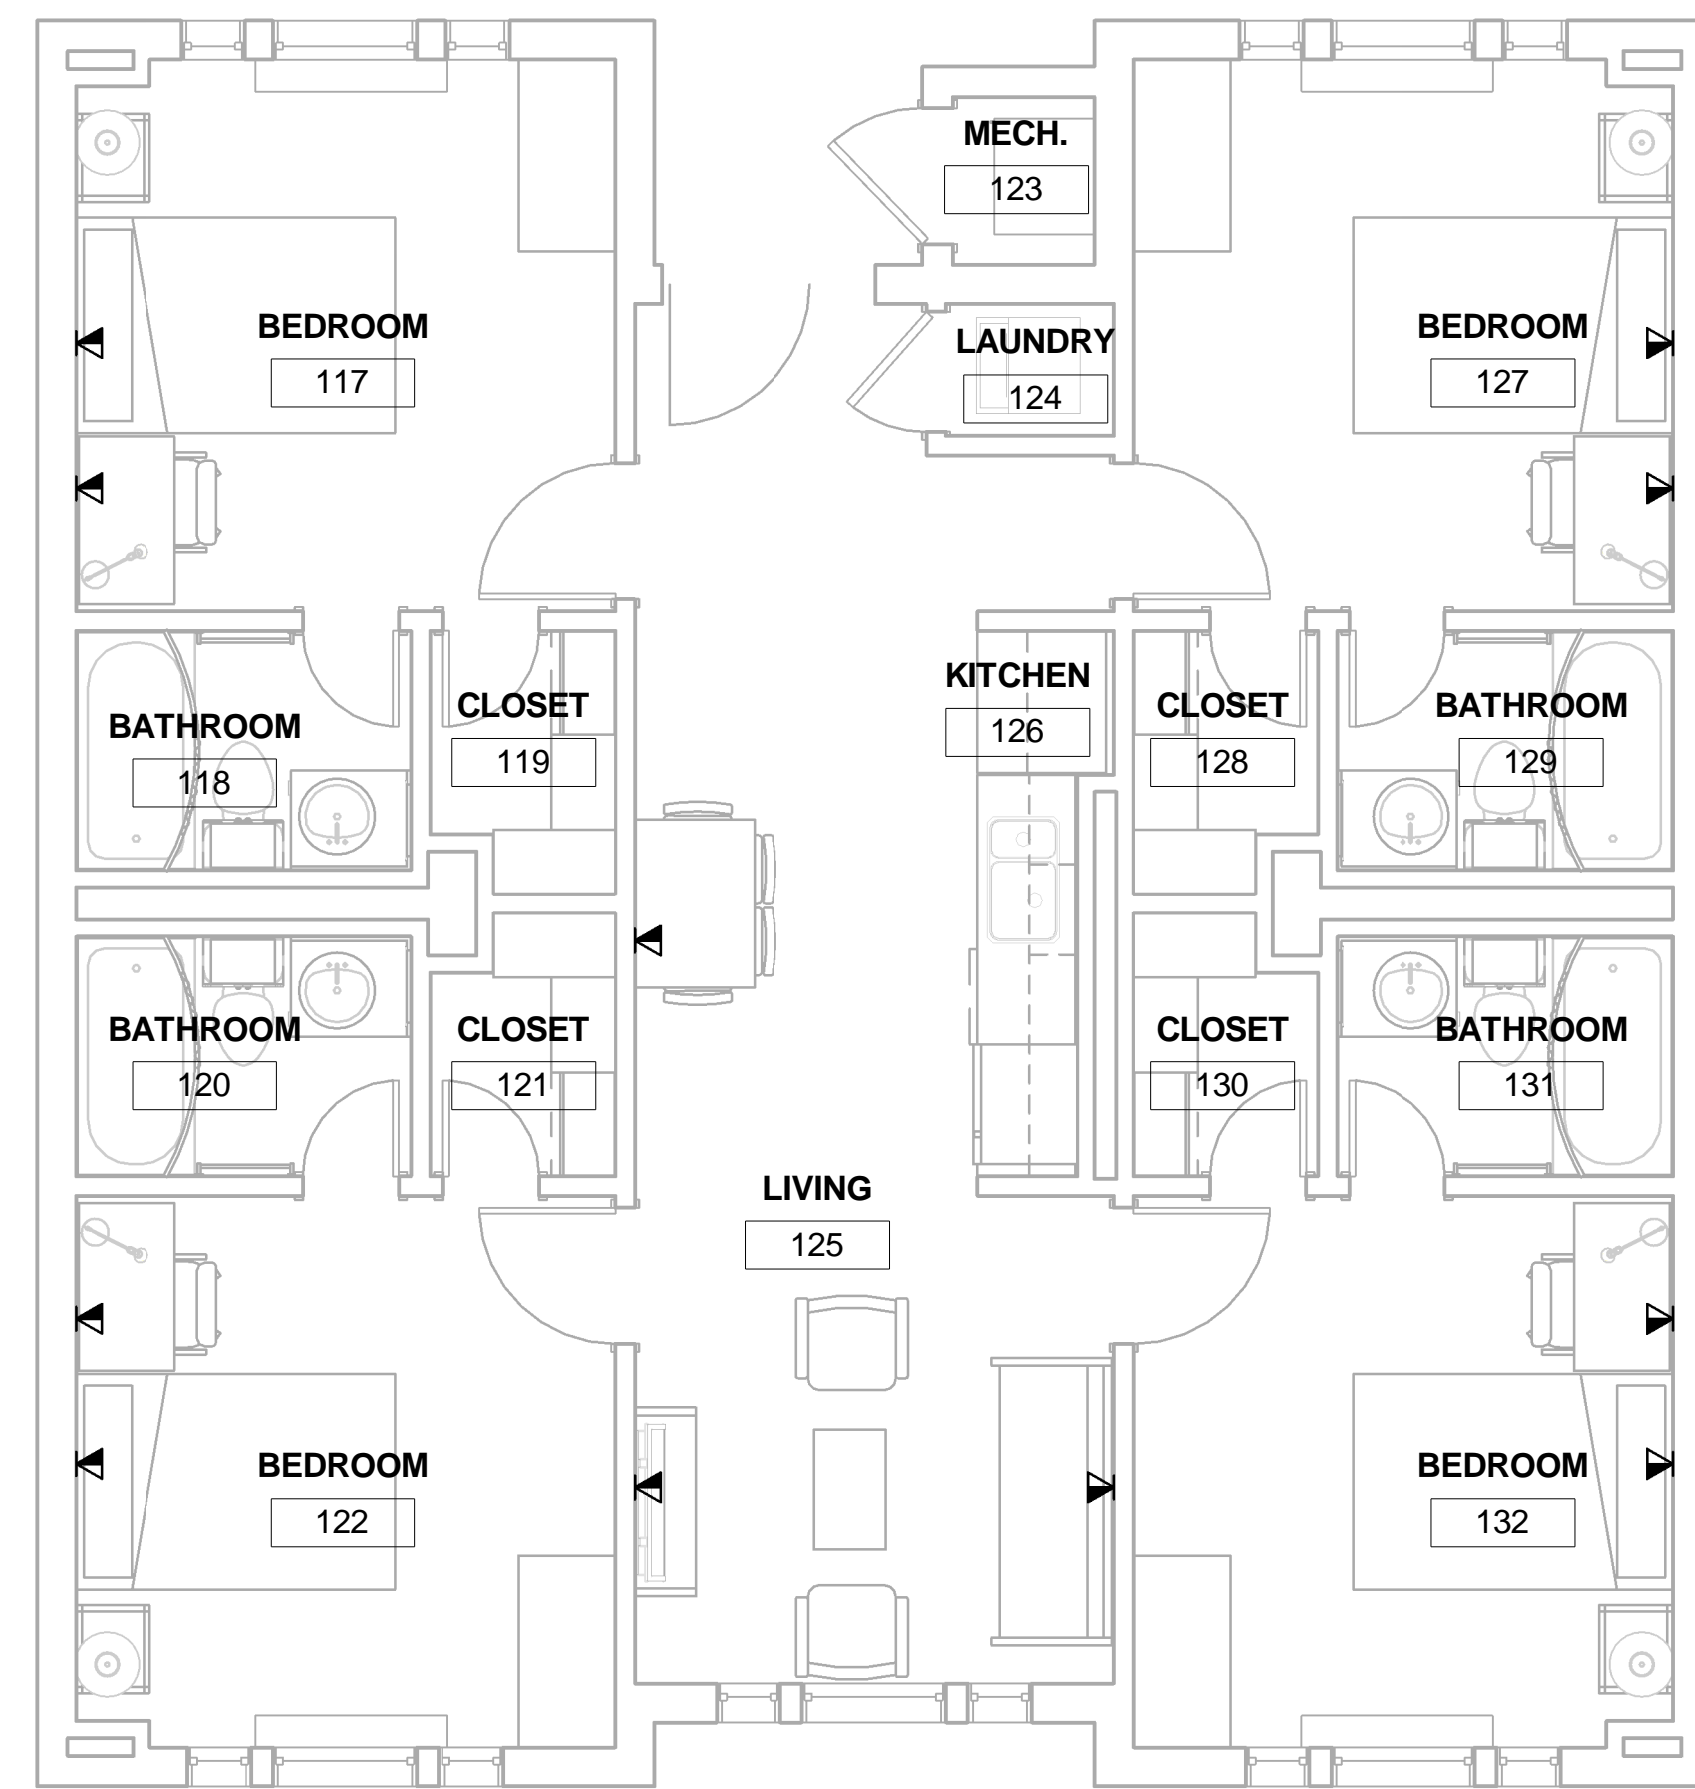 MECH.
123
BEDROOM
117
LAUNDRY
124
BEDROOM
127
BATHROOM
118
CLOSET
119
KITCHEN
126
CLOSET
128
BATHROOM
129
BATHROOM
120
CLOSET
121
CLOSET
130
BATHROOM
131
LIVING
125
BEDROOM
122
BEDROOM
132